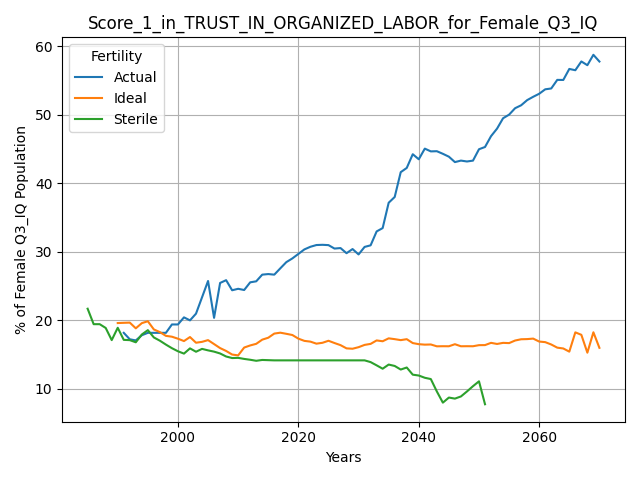 Score_1_in_TRUST_IN_ORGANIZED_LABOR_for_Female_Q3_IQ
Fertility
Actual
Ideal
Sterile
% of Female Q3_IQ Population
60
50
40
30
20
10
2000
2020
2040
2060
Years